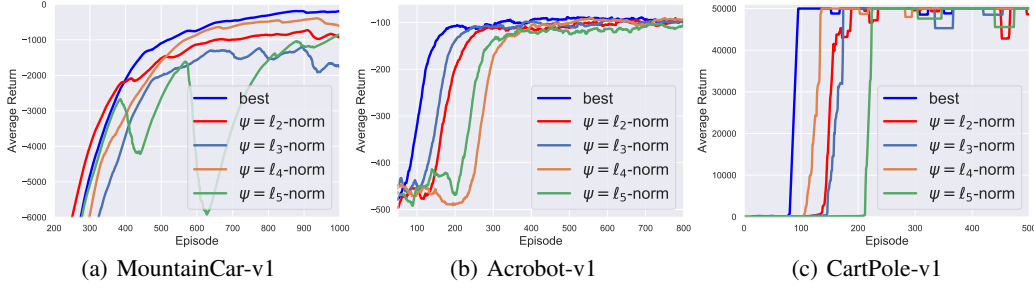 0
−1000
−2000
−3000
−4000
−5000
−6000
Average Return
best
ψ = ℓ2-norm
ψ = ℓ3-norm
ψ = ℓ4-norm
ψ = ℓ5-norm
200 300 400 500 600 700 800 900 1000
Episode
(a) MountainCar-v1
−100
−200
−300
−400
−500
Average Return
best
ψ = ℓ2-norm
ψ = ℓ3-norm
ψ = ℓ4-norm
ψ = ℓ5-norm
100 200 300 400 500 600 700 800
Episode
(b) Acrobot-v1
50000
40000
30000
20000
10000
0
Average Return
best
ψ = ℓ2-norm
ψ = ℓ3-norm
ψ = ℓ4-norm
ψ = ℓ5-norm
0 100 200 300 400 500
Episode
(c) CartPole-v1